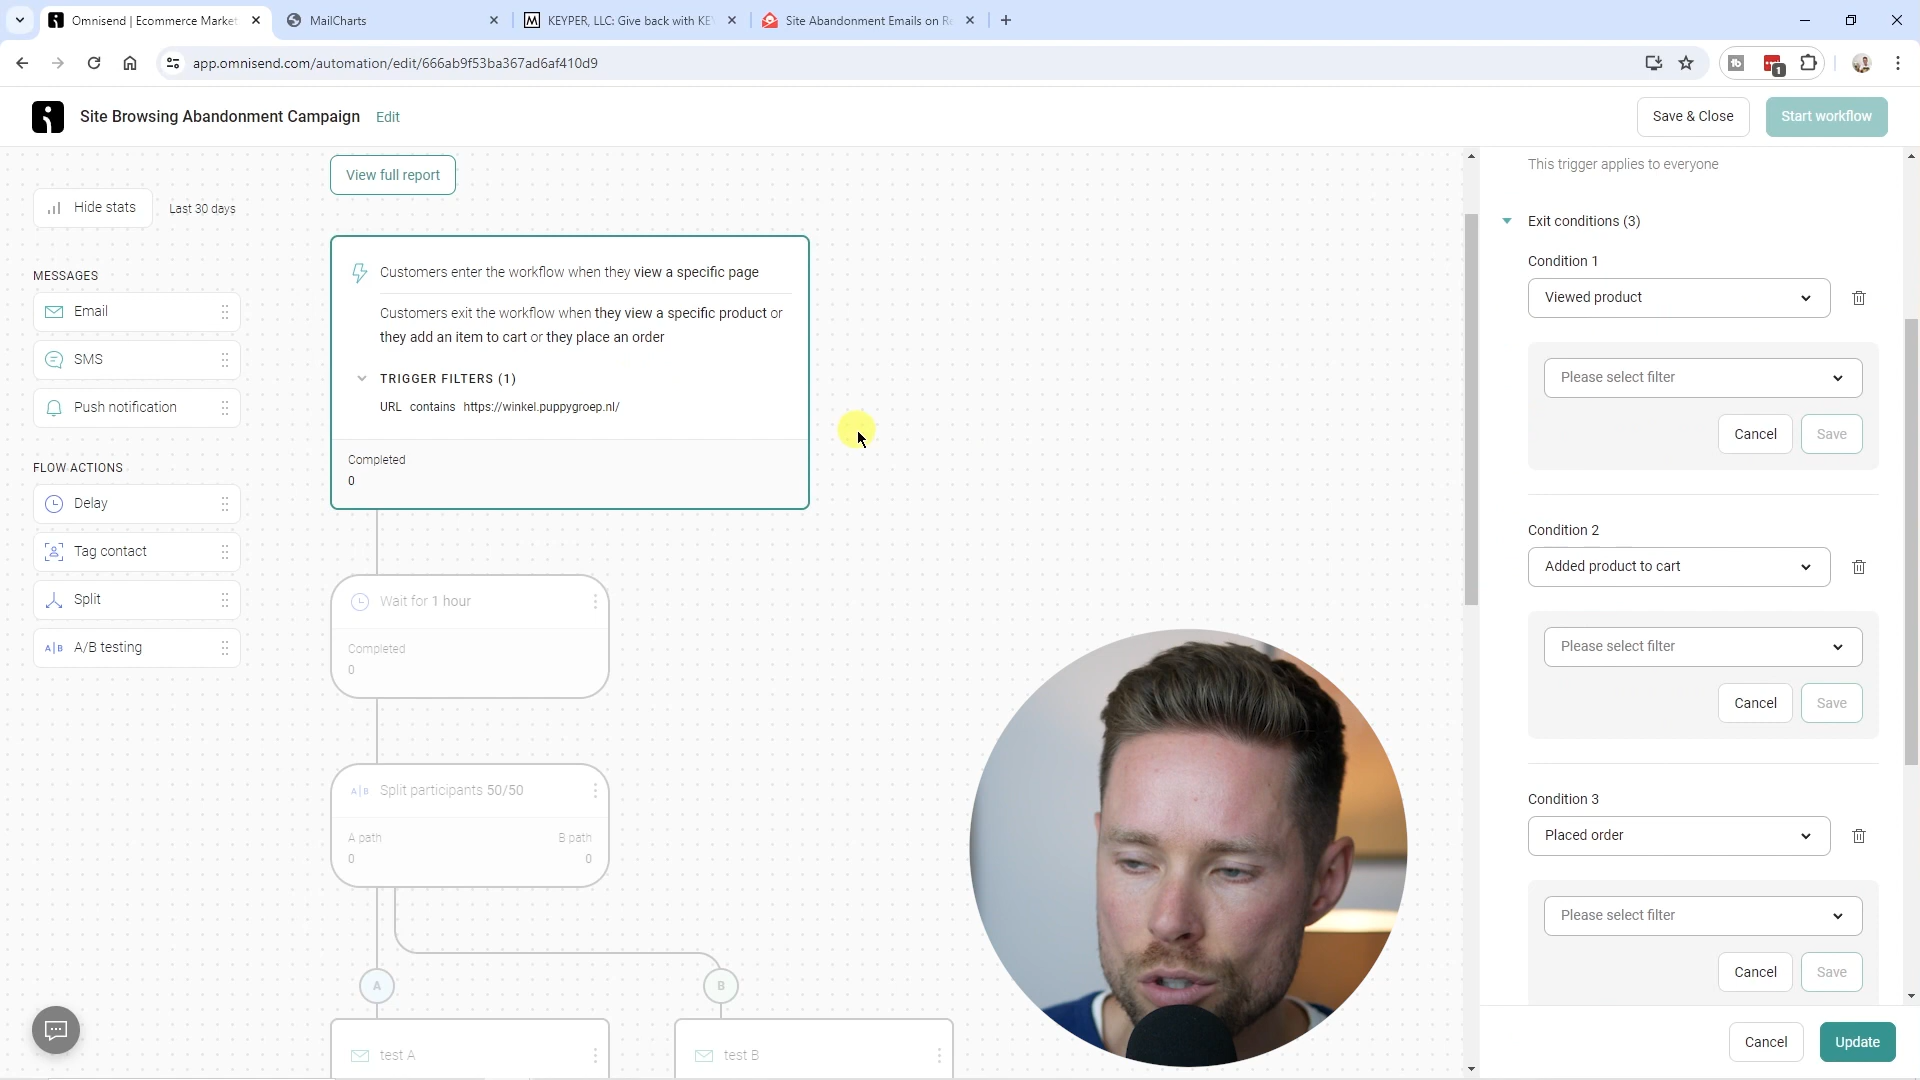 Omnisend | Ecommerce Market
MailCharts
KEYPER, LLC: Give back with KE
Site Abandonment Emails on R
app.omnisend.com/automation/edit/666ab9f53ba367ad6af410d9
1
Site Browsing Abandonment Campaign Edit
Save & Close
Start workflow
View full report
Hide stats
Last 30 days
MESSAGES
Email
SMS
Push notification
FLOW ACTIONS
Delay
Tag contact
Split
A|B A/B testing
Customers enter the workflow when they view a specific page
Customers exit the workflow when they view a specific product or
they add an item to cart or they place an order
TRIGGER FILTERS (1)
URL contains https://winkel.puppygroep.nl/
Completed
0
Wait for 1 hour
Completed
0
A|B Split participants 50/50
A path
B path
0
0
A
B
test A
test B
This trigger applies to everyone
Exit conditions (3)
Condition 1
Viewed product
Please select filter
Cancel
Save
Condition 2
Added product to cart
Please select filter
Cancel
Save
Condition 3
Placed order
Please select filter
Cancel
Save
Cancel
Update